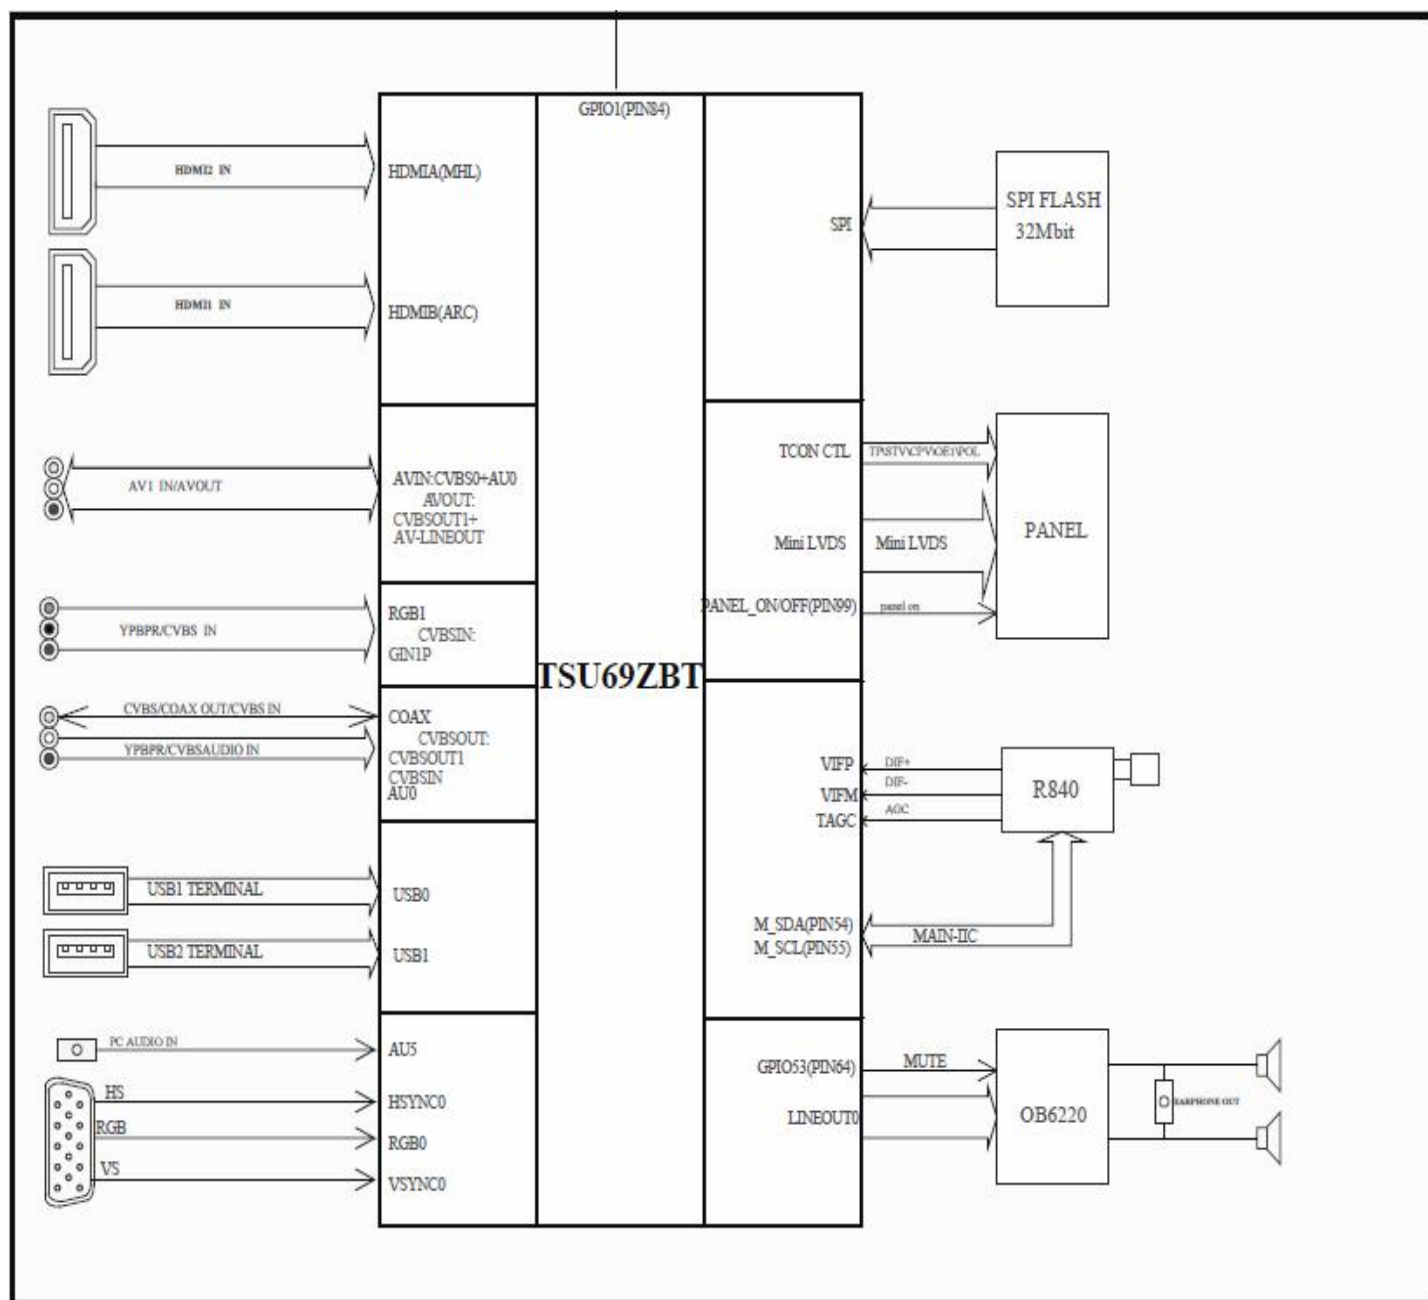 GPIO1(PIN84)
HDMI2 IN
HDMIA(MHL)
HDMI1 IN
HDMIB(ARC)
AV1 IN/AVOUT
AVIN:CVBS0+AU0
AVOUT:
CVBSOUT1+
AV-LINEOUT
YPBPR/CVBS IN
RGB1
CVBSIN:
GIN1P
CVBS/COAX OUT/CVBS IN
YPBPR/CVBSAUDIO IN
COAX
CVBSOUT:
CVBSOUT1
CVBSIN
AU0
USB1 TERMINAL
USB0
USB2 TERMINAL
USB1
PC AUDIO IN
AU5
HS
HSYNC0
RGB
RGB0
VS
VSYNC0
TSU69ZBT
SPI
SPI FLASH
32Mbit
TCON CTL
TP\STV\CPV\OE1\POL
Mini LVDS
Mini LVDS
PANEL_ON/OFF(PIN99)
panel on
PANEL
VIFP
DIF+
VIFM
DIF-
TAGC
AGC
R840
M_SDA(PIN54)
M_SCL(PIN55)
MAIN-IIC
GPIO53(PIN64)
MUTE
LINEOUT0
OB6220
EARPHONE OUT